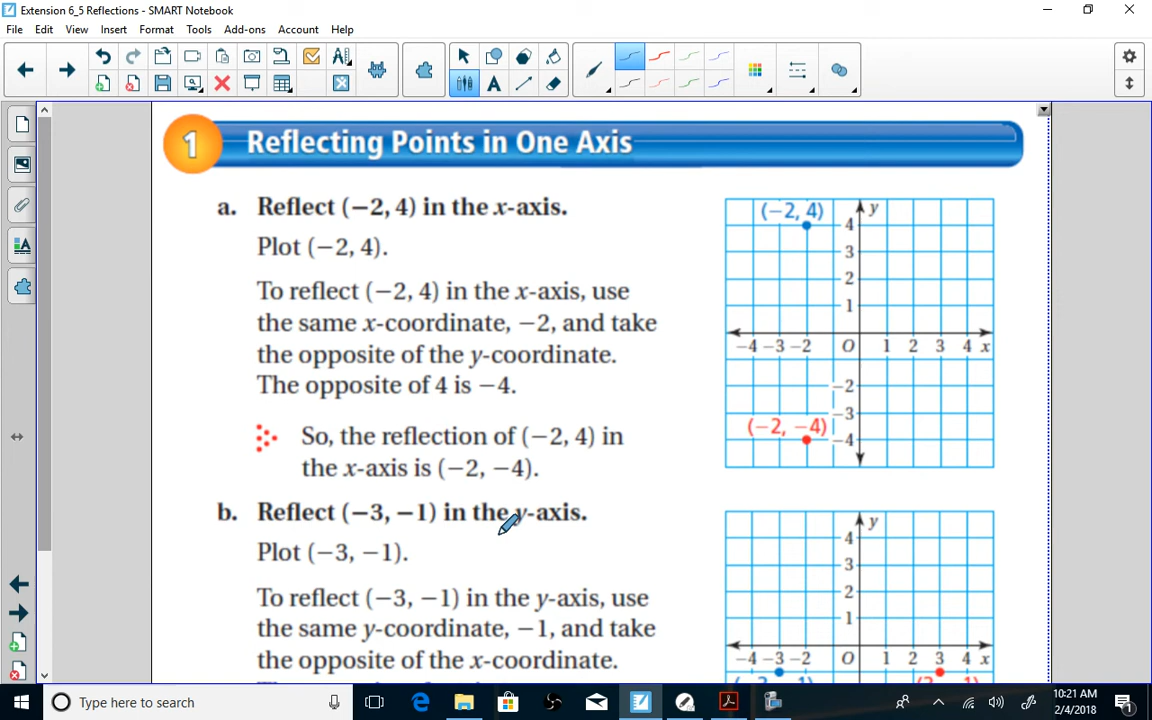 Extension 6_5 Reflections - SMART Notebook
File Edit View Insert Format Tools Add-ons Account Help
1 Reflecting Points in One Axis
a. Reflect (−2, 4) in the x-axis.
Plot (−2, 4).
To reflect (−2, 4) in the x-axis, use
the same x-coordinate, −2, and take
the opposite of the y-coordinate.
The opposite of 4 is −4.
So, the reflection of (−2, 4) in
the x-axis is (−2, −4).
(−2, 4) y
4
3
2
1
−4 −3 −2 O 1 2 3 4 x
−2
−3
(−2, −4)
−4
b. Reflect (−3, −1) in the y-axis.
Plot (−3, −1).
To reflect (−3, −1) in the y-axis, use
the same y-coordinate, −1, and take
the opposite of the x-coordinate.
y
4
3
2
1
−4 −3 −2 O 1 2 3 4 x
Type here to search
10:21 AM
2/4/2018
1